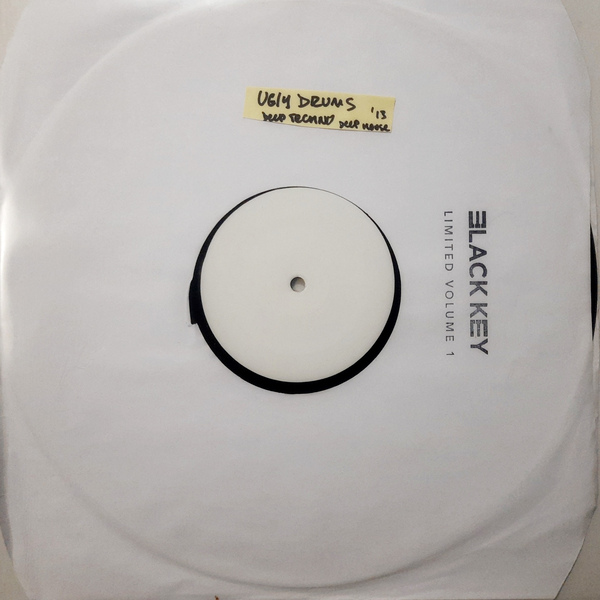 UGLY DRUMS '13
DEEP TECHNO DEEP HOUSE
BLACK KEY
LIMITED VOLUME 1